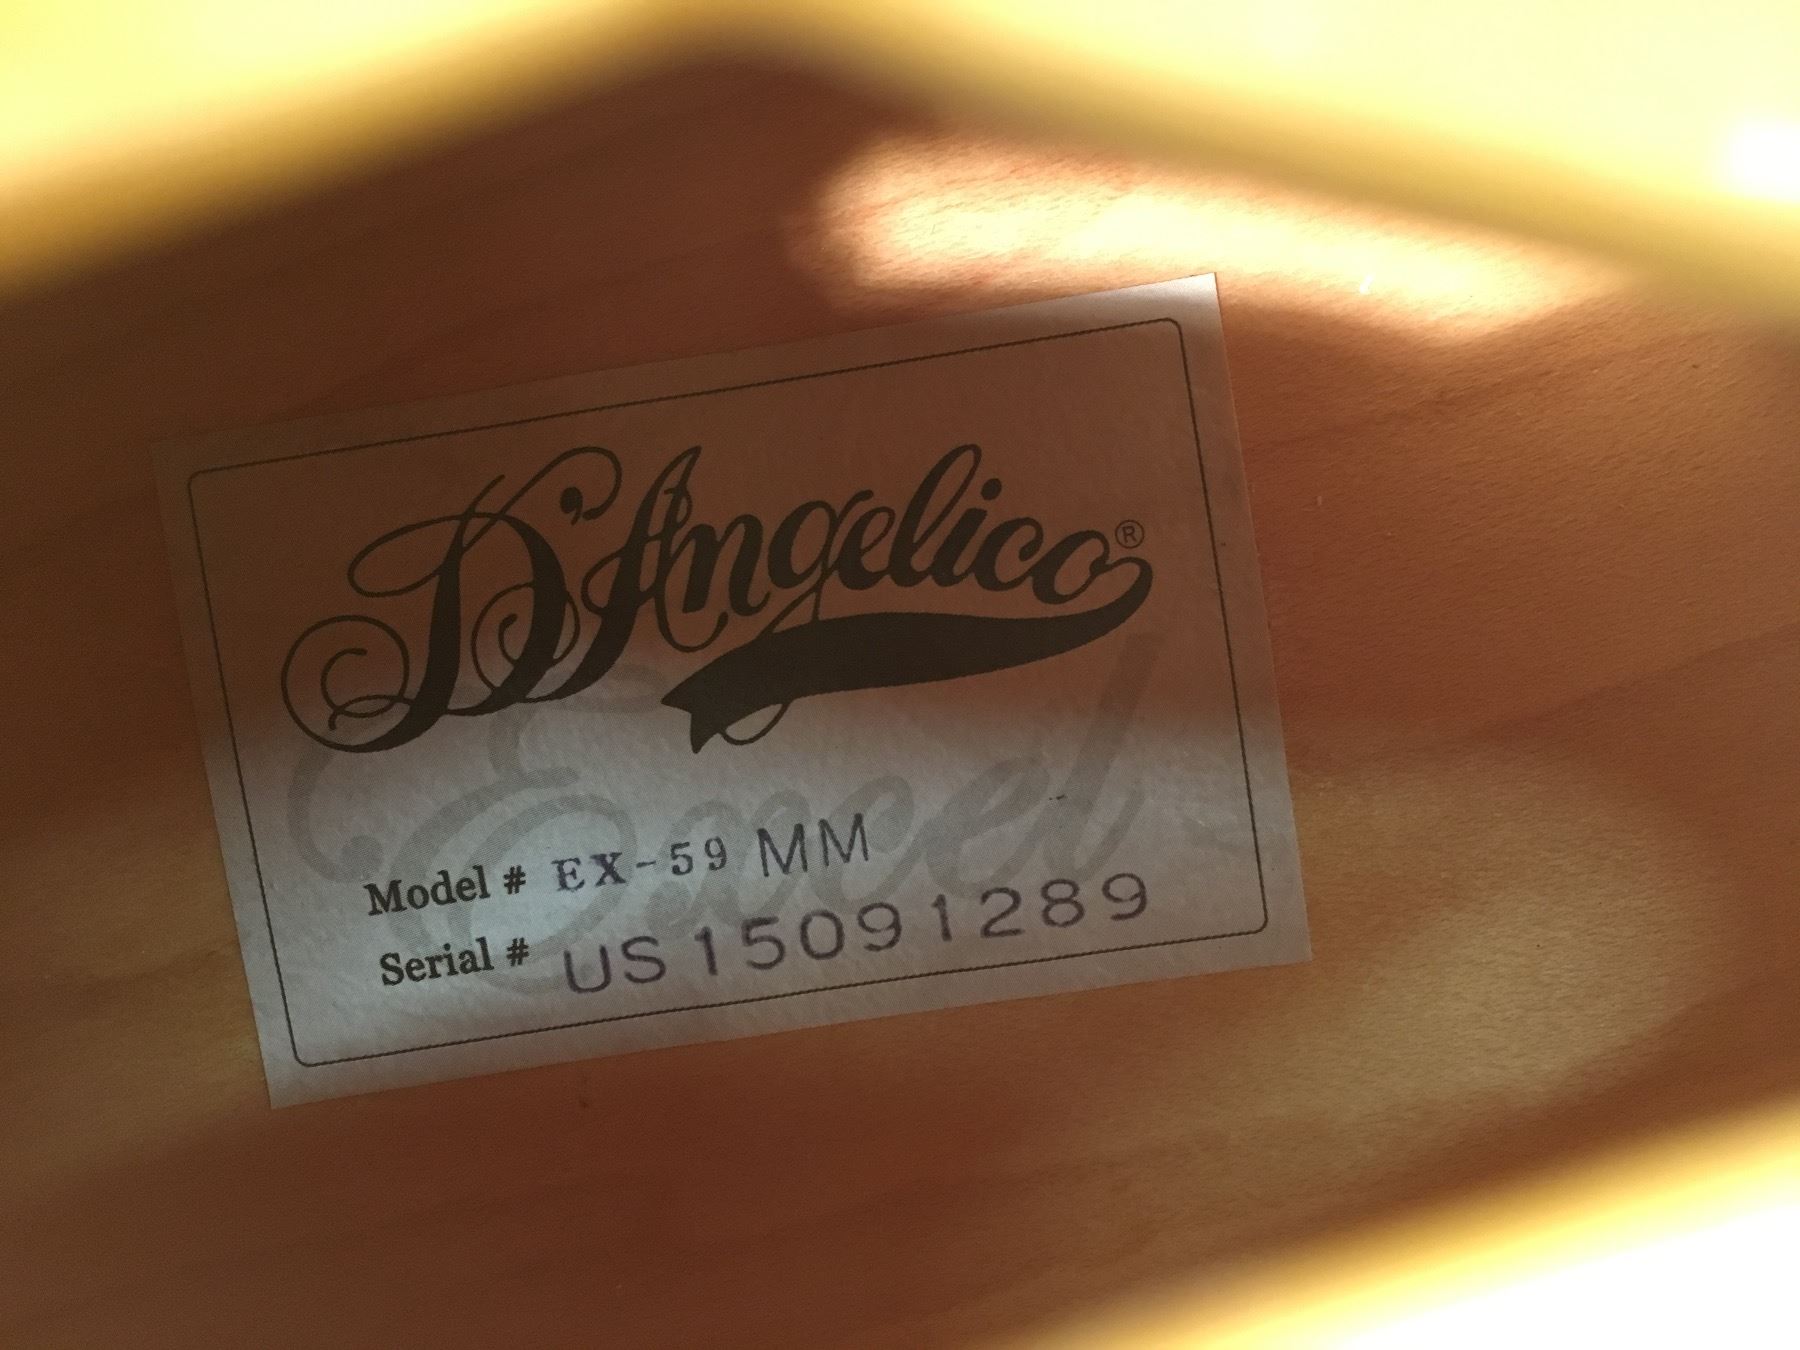 D'Angelico®
Excel
Model # EX-59 MM
Serial # US15091289